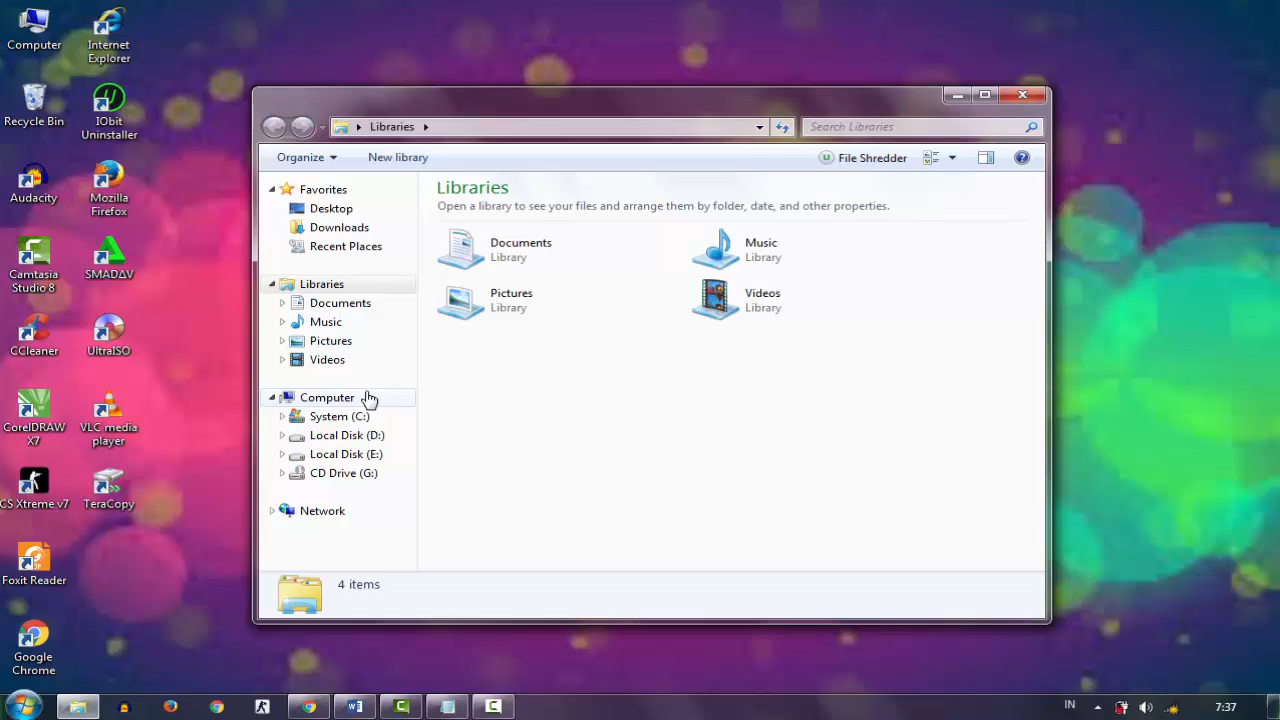 Computer
Internet
Explorer
Recycle Bin
IObit
Uninstaller
Audacity
Mozilla
Firefox
Camtasia
Studio 8
SMADΔV
CCleaner
UltraISO
CorelDRAW
X7
VLC media
player
CS Xtreme v7
TeraCopy
Foxit Reader
Google
Chrome
Libraries
Search Libraries
Organize
New library
File Shredder
Favorites
Desktop
Downloads
Recent Places
Libraries
Documents
Music
Pictures
Videos
Computer
System (C:)
Local Disk (D:)
Local Disk (E:)
CD Drive (G:)
Network
Libraries
Open a library to see your files and arrange them by folder, date, and other properties.
Documents
Library
Music
Library
Pictures
Library
Videos
Library
4 items
IN
7:37